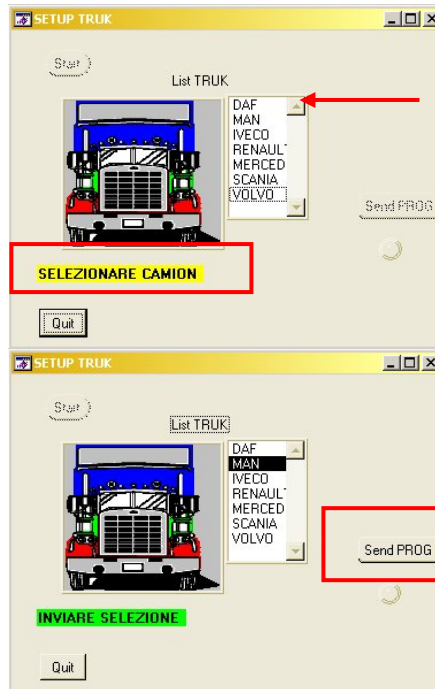 SETUP TRUK
Start
List TRUK
DAF
MAN
IVECO
RENAULT
MERCED
SCANIA
VOLVO
Send PROG
SELEZIONARE CAMION
Quit
SETUP TRUK
Start
List TRUK
DAF
MAN
IVECO
RENAULT
MERCED
SCANIA
VOLVO
Send PROG
INVIARE SELEZIONE
Quit